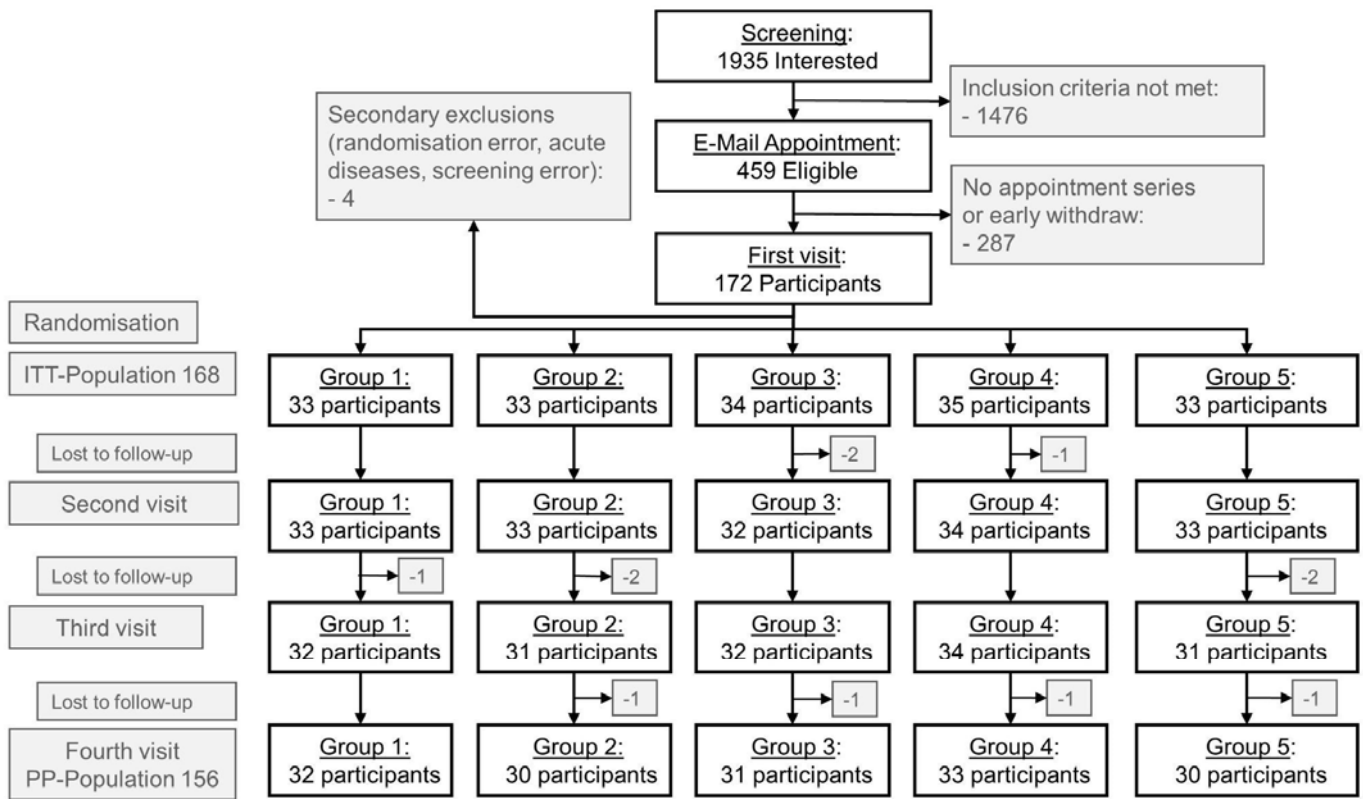 Screening:
1935 Interested
Inclusion criteria not met:
- 1476
Secondary exclusions
(randomisation error, acute
diseases, screening error):
- 4
E-Mail Appointment:
459 Eligible
No appointment series
or early withdraw:
- 287
First visit:
172 Participants
Randomisation
ITT-Population 168
Group 1:
33 participants
Group 2:
33 participants
Group 3:
34 participants
Group 4:
35 participants
Group 5:
33 participants
Lost to follow-up
-2
-1
Second visit
Group 1:
33 participants
Group 2:
33 participants
Group 3:
32 participants
Group 4:
34 participants
Group 5:
33 participants
Lost to follow-up
-1
-2
-2
Third visit
Group 1:
32 participants
Group 2:
31 participants
Group 3:
32 participants
Group 4:
34 participants
Group 5:
31 participants
Lost to follow-up
-1
-1
-1
-1
Fourth visit
PP-Population 156
Group 1:
32 participants
Group 2:
30 participants
Group 3:
31 participants
Group 4:
33 participants
Group 5:
30 participants